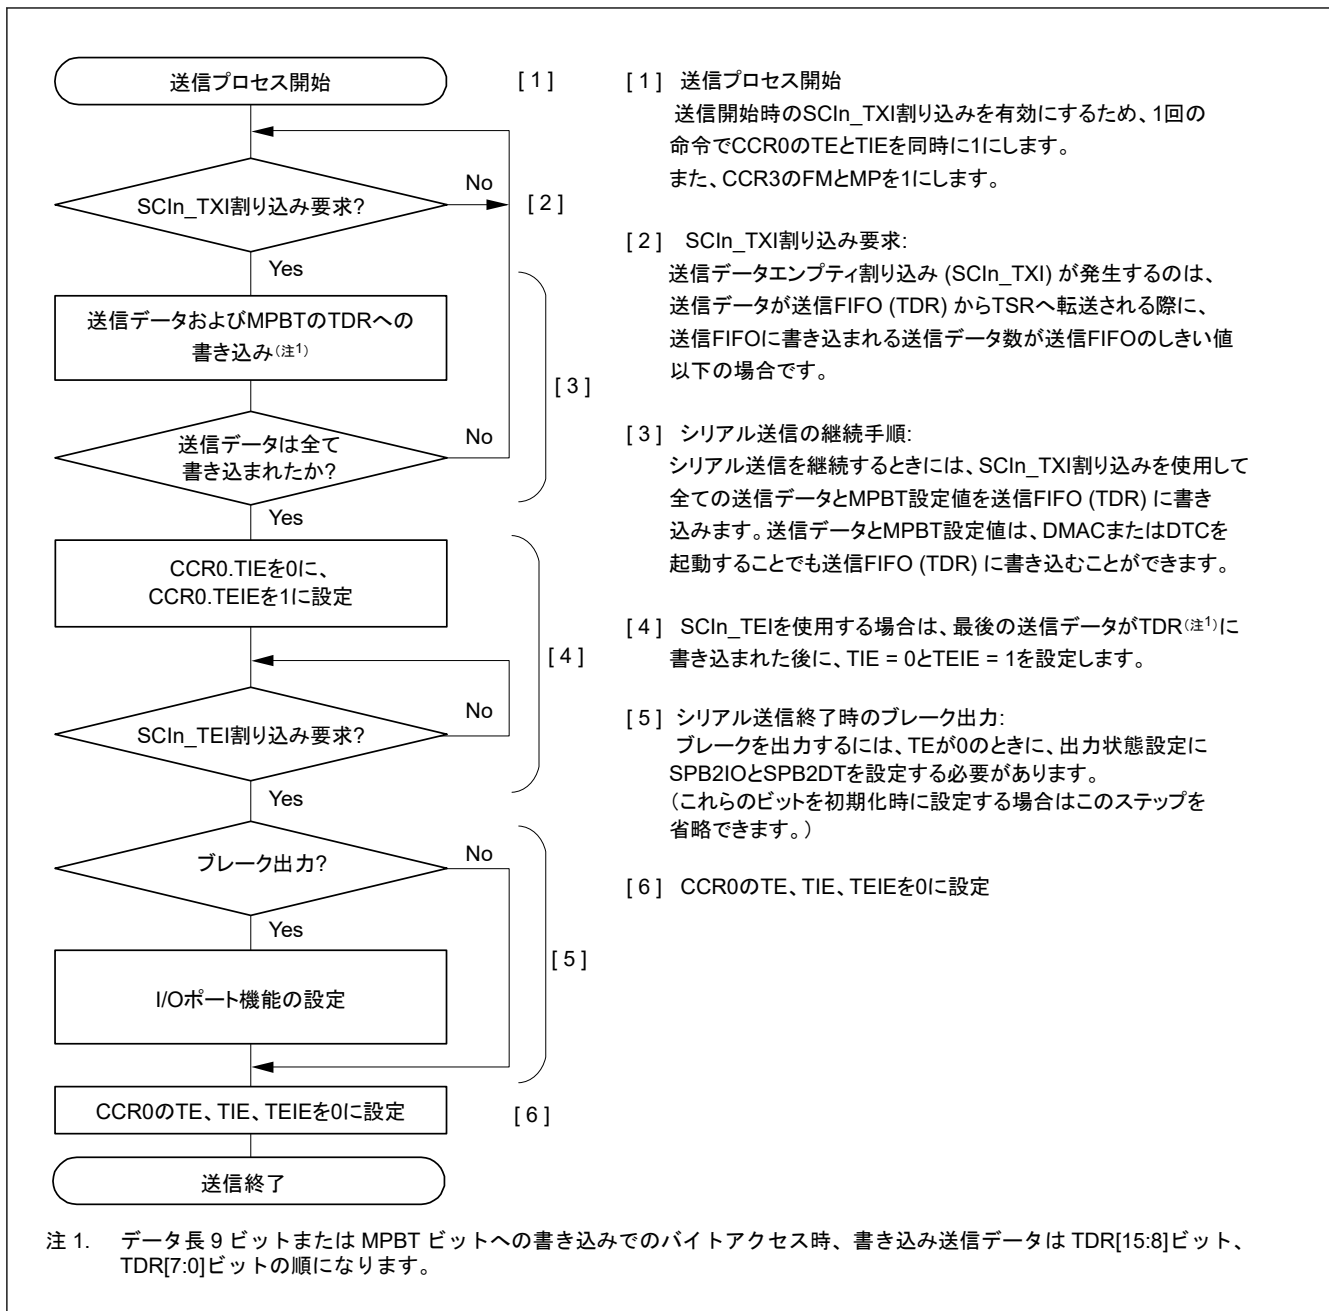 送信プロセス開始
[ 1 ]
SCIn_TXI割り込み要求?
No
[ 2 ]
Yes
送信データおよびMPBTのTDRへの
書き込み(注1)
[ 3 ]
送信データは全て
書き込まれたか?
No
Yes
CCR0.TIEを0に、
CCR0.TEIEを1に設定
[ 4 ]
SCIn_TEI割り込み要求?
No
Yes
ブレーク出力?
No
Yes
[ 5 ]
I/Oポート機能の設定
CCR0のTE、TIE、TEIEを0に設定
[ 6 ]
送信終了
[ 1 ] 送信プロセス開始
送信開始時のSCIn_TXI割り込みを有効にするため、1回の
命令でCCR0のTEとTIEを同時に1にします。
また、CCR3のFMとMPを1にします。
[ 2 ] SCIn_TXI割り込み要求:
送信データエンプティ割り込み (SCIn_TXI) が発生するのは、
送信データが送信FIFO (TDR) からTSRへ転送される際に、
送信FIFOに書き込まれる送信データ数が送信FIFOのしきい値
以下の場合です。
[ 3 ] シリアル送信の継続手順:
シリアル送信を継続するときには、SCIn_TXI割り込みを使用して
全ての送信データとMPBT設定値を送信FIFO (TDR) に書き
込みます。送信データとMPBT設定値は、DMACまたはDTCを
起動することでも送信FIFO (TDR) に書き込むことができます。
[ 4 ] SCIn_TEIを使用する場合は、最後の送信データがTDR(注1)に
書き込まれた後に、TIE = 0とTEIE = 1を設定します。
[ 5 ] シリアル送信終了時のブレーク出力:
ブレークを出力するには、TEが0のときに、出力状態設定に
SPB2IOとSPB2DTを設定する必要があります。
(これらのビットを初期化時に設定する場合はこのステップを
省略できます。)
[ 6 ] CCR0のTE、TIE、TEIEを0に設定
注 1. データ長 9 ビットまたは MPBT ビットへの書き込みでのバイトアクセス時、書き込み送信データは TDR[15:8]ビット、
TDR[7:0]ビットの順になります。